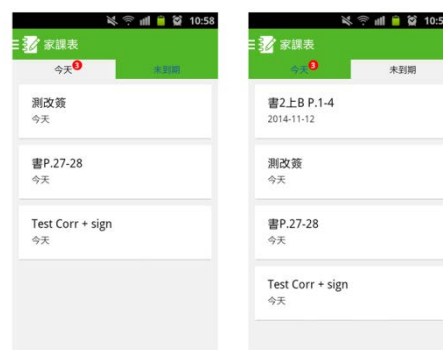 10:58
家課表
今天 3
未到期
測改簽
今天
書P.27-28
今天
Test Corr + sign
今天
10:5
家課表
今天 3
未到期
書2上B P.1-4
2014-11-12
測改簽
今天
書P.27-28
今天
Test Corr + sign
今天